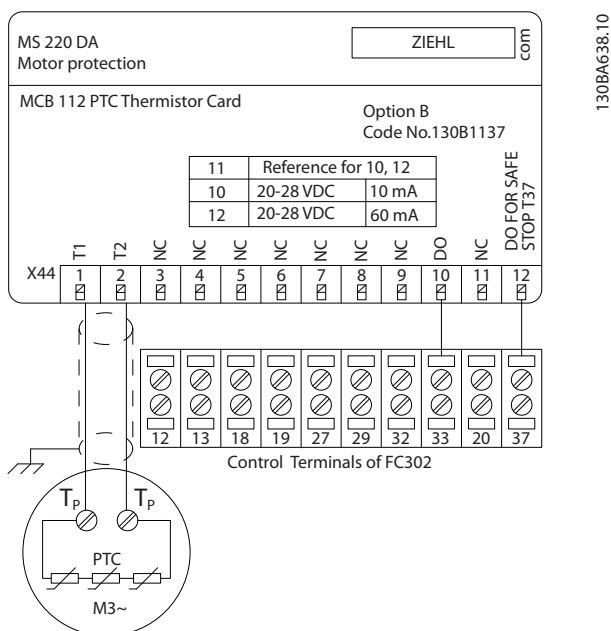 MS 220 DA
Motor protection
ZIEHL
com
130BA638.10
MCB 112 PTC Thermistor Card
Option B
Code No.130B1137
11 Reference for 10, 12
10 20-28 VDC 10 mA
12 20-28 VDC 60 mA
DO FOR SAFE
STOP T37
T1 T2 NC NC NC NC NC NC NC DO NC
X44 1 2 3 4 5 6 7 8 9 10 11 12
12 13 18 19 27 29 32 33 20 37
Control Terminals of FC302
TP TP
PTC
M3~